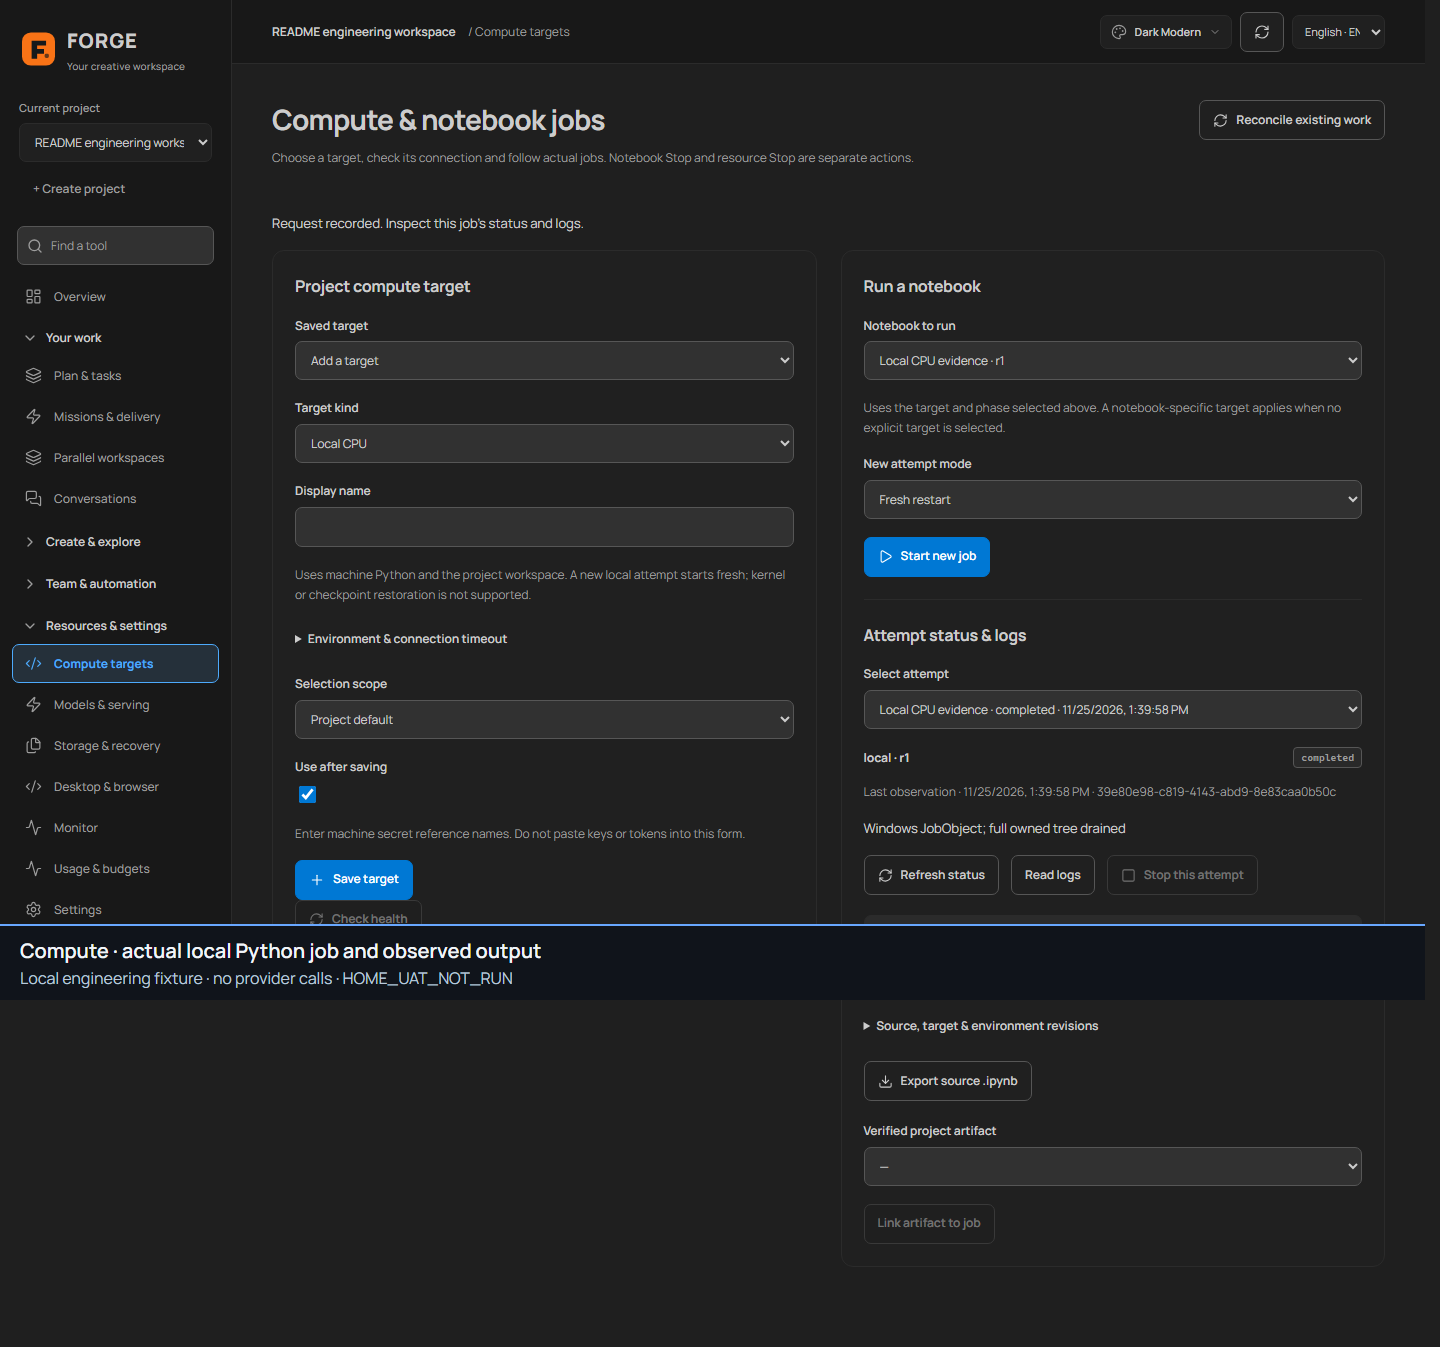 FORGE
Your creative workspace
Current project
README engineering works
+ Create project
Find a tool
Overview
Your work
Plan & tasks
Missions & delivery
Parallel workspaces
Conversations
Create & explore
Team & automation
Resources & settings
Compute targets
Models & serving
Storage & recovery
Desktop & browser
Monitor
Usage & budgets
Settings
README engineering workspace / Compute targets
Dark Modern
English · EN
Compute & notebook jobs
Reconcile existing work
Choose a target, check its connection and follow actual jobs. Notebook Stop and resource Stop are separate actions.
Request recorded. Inspect this job's status and logs.
Project compute target
Saved target
Add a target
Target kind
Local CPU
Display name
Uses machine Python and the project workspace. A new local attempt starts fresh; kernel
or checkpoint restoration is not supported.
Environment & connection timeout
Selection scope
Project default
Use after saving
Enter machine secret reference names. Do not paste keys or tokens into this form.
Save target
Check health
Run a notebook
Notebook to run
Local CPU evidence · r1
Uses the target and phase selected above. A notebook-specific target applies when no
explicit target is selected.
New attempt mode
Fresh restart
Start new job
Attempt status & logs
Select attempt
Local CPU evidence · completed · 11/25/2026, 1:39:58 PM
local · r1
completed
Last observation · 11/25/2026, 1:39:58 PM · 39e80e98-c819-4143-abd9-8e83caa0b50c
Windows JobObject; full owned tree drained
Refresh status
Read logs
Stop this attempt
Compute · actual local Python job and observed output
Local engineering fixture · no provider calls · HOME_UAT_NOT_RUN
Source, target & environment revisions
Export source .ipynb
Verified project artifact
—
Link artifact to job